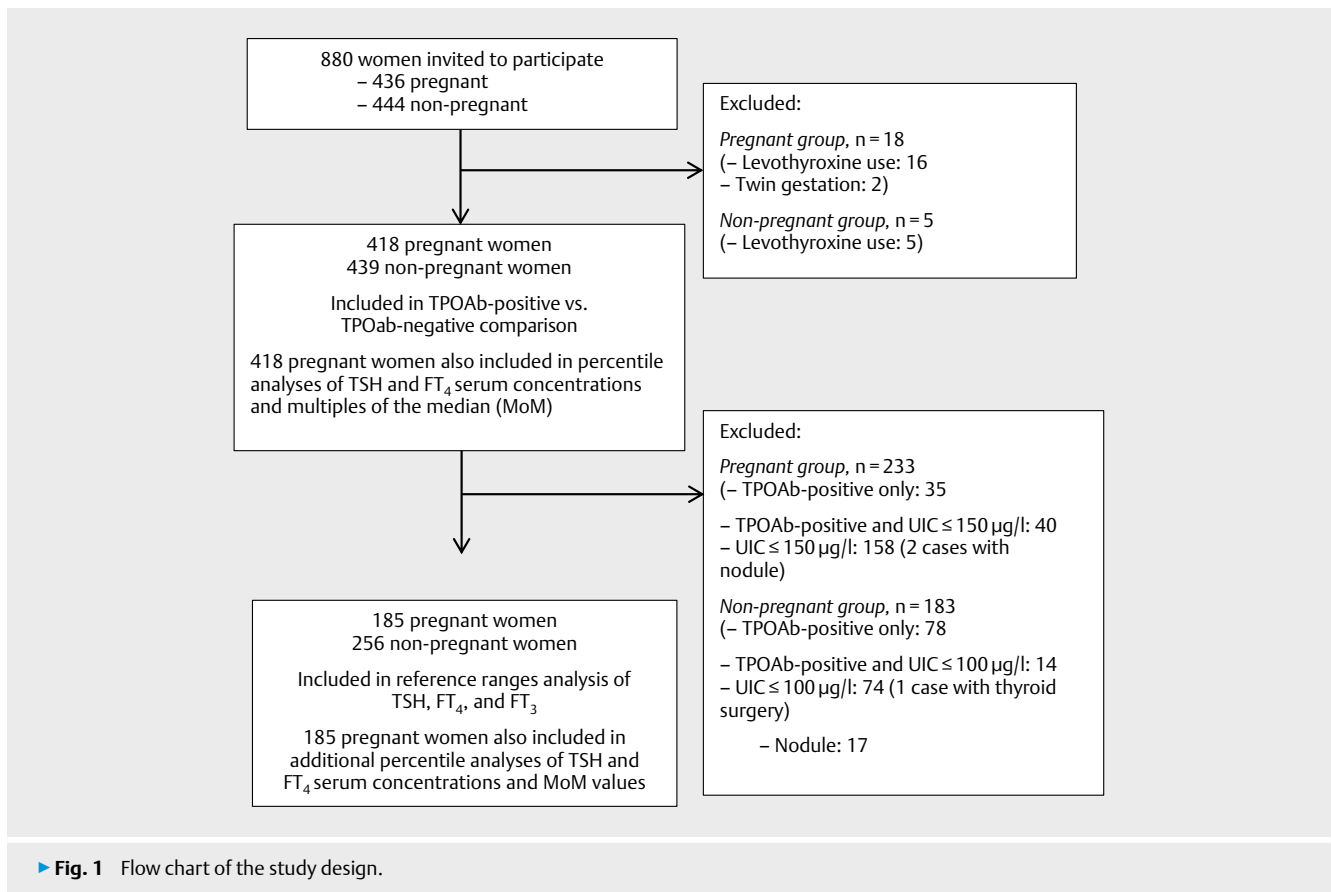 880 women invited to participate
– 436 pregnant
– 444 non-pregnant
Excluded:
Pregnant group, n = 18
(– Levothyroxine use: 16
– Twin gestation: 2)
Non-pregnant group, n = 5
(– Levothyroxine use: 5)
418 pregnant women
439 non-pregnant women
Included in TPOAb-positive vs.
TPOab-negative comparison
418 pregnant women also included in percentile
analyses of TSH and FT₄ serum concentrations
and multiples of the median (MoM)
Excluded:
Pregnant group, n = 233
(– TPOAb-positive only: 35
– TPOAb-positive and UIC ≤ 150 µg/l: 40
– UIC ≤ 150 µg/l: 158 (2 cases with
nodule)
Non-pregnant group, n = 183
(– TPOAb-positive only: 78
– TPOAb-positive and UIC ≤ 100 µg/l: 14
– UIC ≤ 100 µg/l: 74 (1 case with thyroid
surgery)
– Nodule: 17
185 pregnant women
256 non-pregnant women
Included in reference ranges analysis of
TSH, FT₄, and FT₃
185 pregnant women also included in
additional percentile analyses of TSH and
FT₄ serum concentrations and MoM values
▶ Fig. 1 Flow chart of the study design.